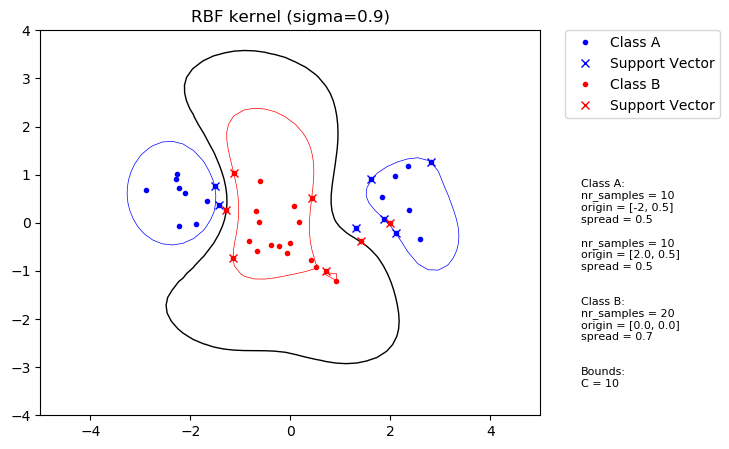 RBF kernel (sigma=0.9)
4
3
2
1
0
−1
−2
−3
−4
−4
−2
0
2
4
Class A
Support Vector
Class B
Support Vector
Class A:
nr_samples = 10
origin = [-2, 0.5]
spread = 0.5
nr_samples = 10
origin = [2.0, 0.5]
spread = 0.5
Class B:
nr_samples = 20
origin = [0.0, 0.0]
spread = 0.7
Bounds:
C = 10